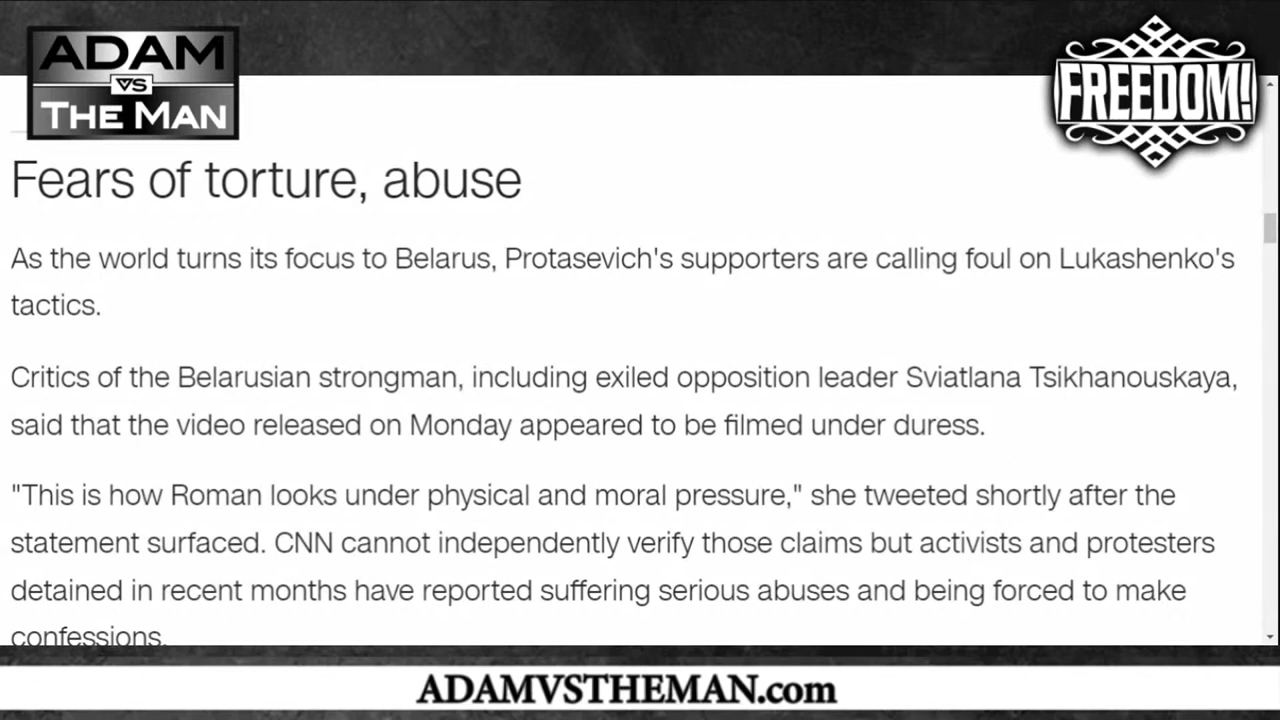 ADAM
VS
THE MAN
FREEDOM!
Fears of torture, abuse
As the world turns its focus to Belarus, Protasevich's supporters are calling foul on Lukashenko's
tactics.
Critics of the Belarusian strongman, including exiled opposition leader Sviatlana Tsikhanouskaya,
said that the video released on Monday appeared to be filmed under duress.
"This is how Roman looks under physical and moral pressure," she tweeted shortly after the
statement surfaced. CNN cannot independently verify those claims but activists and protesters
detained in recent months have reported suffering serious abuses and being forced to make
confessions.
ADAMVSTHEMAN.com